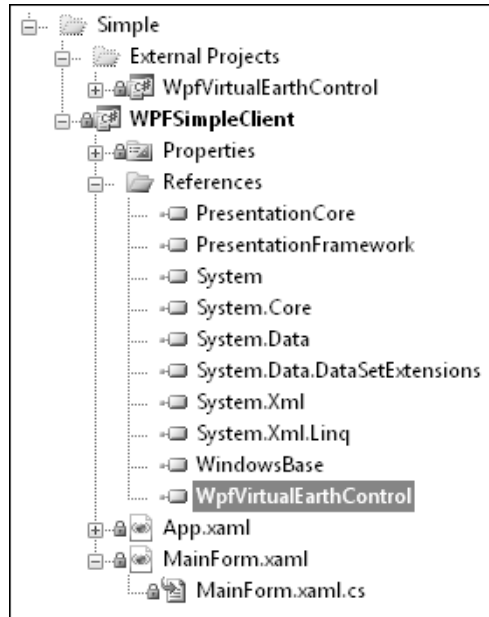 Simple
External Projects
WpfVirtualEarthControl
WPFSimpleClient
Properties
References
PresentationCore
PresentationFramework
System
System.Core
System.Data
System.Data.DataSetExtensions
System.Xml
System.Xml.Linq
WindowsBase
WpfVirtualEarthControl
App.xaml
MainForm.xaml
MainForm.xaml.cs